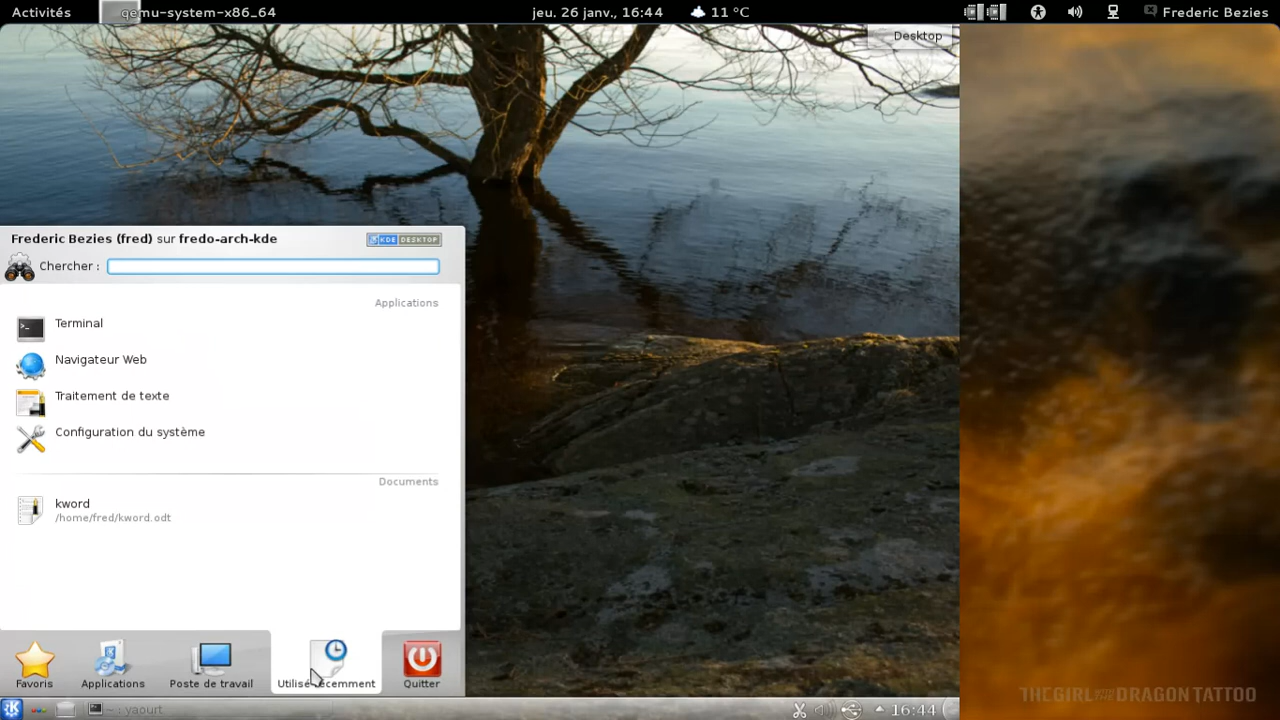 Activités
qemu-system-x86_64
jeu. 26 janv., 16:44
11 °C
Frederic Bezies
Desktop
Frederic Bezies (fred) sur fredo-arch-kde
KDE DESKTOP
Chercher :
Applications
Terminal
Navigateur Web
Traitement de texte
Configuration du système
Documents
kword
/home/fred/kword.odt
Favoris
Applications
Poste de travail
Utilisé récemment
Quitter
~ : yaourt
16:44
THE GIRL WITH THE DRAGON TATTOO